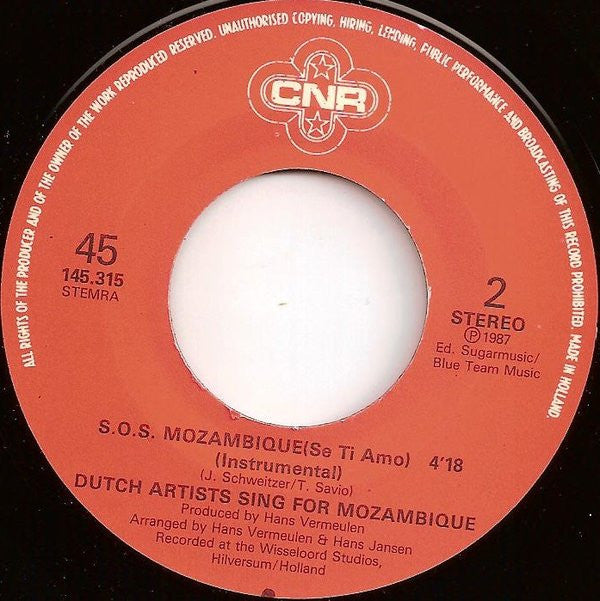 ALL RIGHTS OF THE PRODUCER AND OF THE OWNER OF THE WORK REPRODUCED RESERVED. UNAUTHORISED COPYING, HIRING, LENDING, PUBLIC PERFORMANCE AND BROADCASTING OF THIS RECORD PROHIBITED. MADE IN HOLLAND.
CNR
45
145.315
STEMRA
2
STEREO
Ⓟ 1987
Ed. Sugarmusic/
Blue Team Music
S.O.S. MOZAMBIQUE(Se Ti Amo) 4'18
(Instrumental)
(J. Schweitzer/T. Savio)
DUTCH ARTISTS SING FOR MOZAMBIQUE
Produced by Hans Vermeulen
Arranged by Hans Vermeulen & Hans Jansen
Recorded at the Wisseloord Studios,
Hilversum/Holland